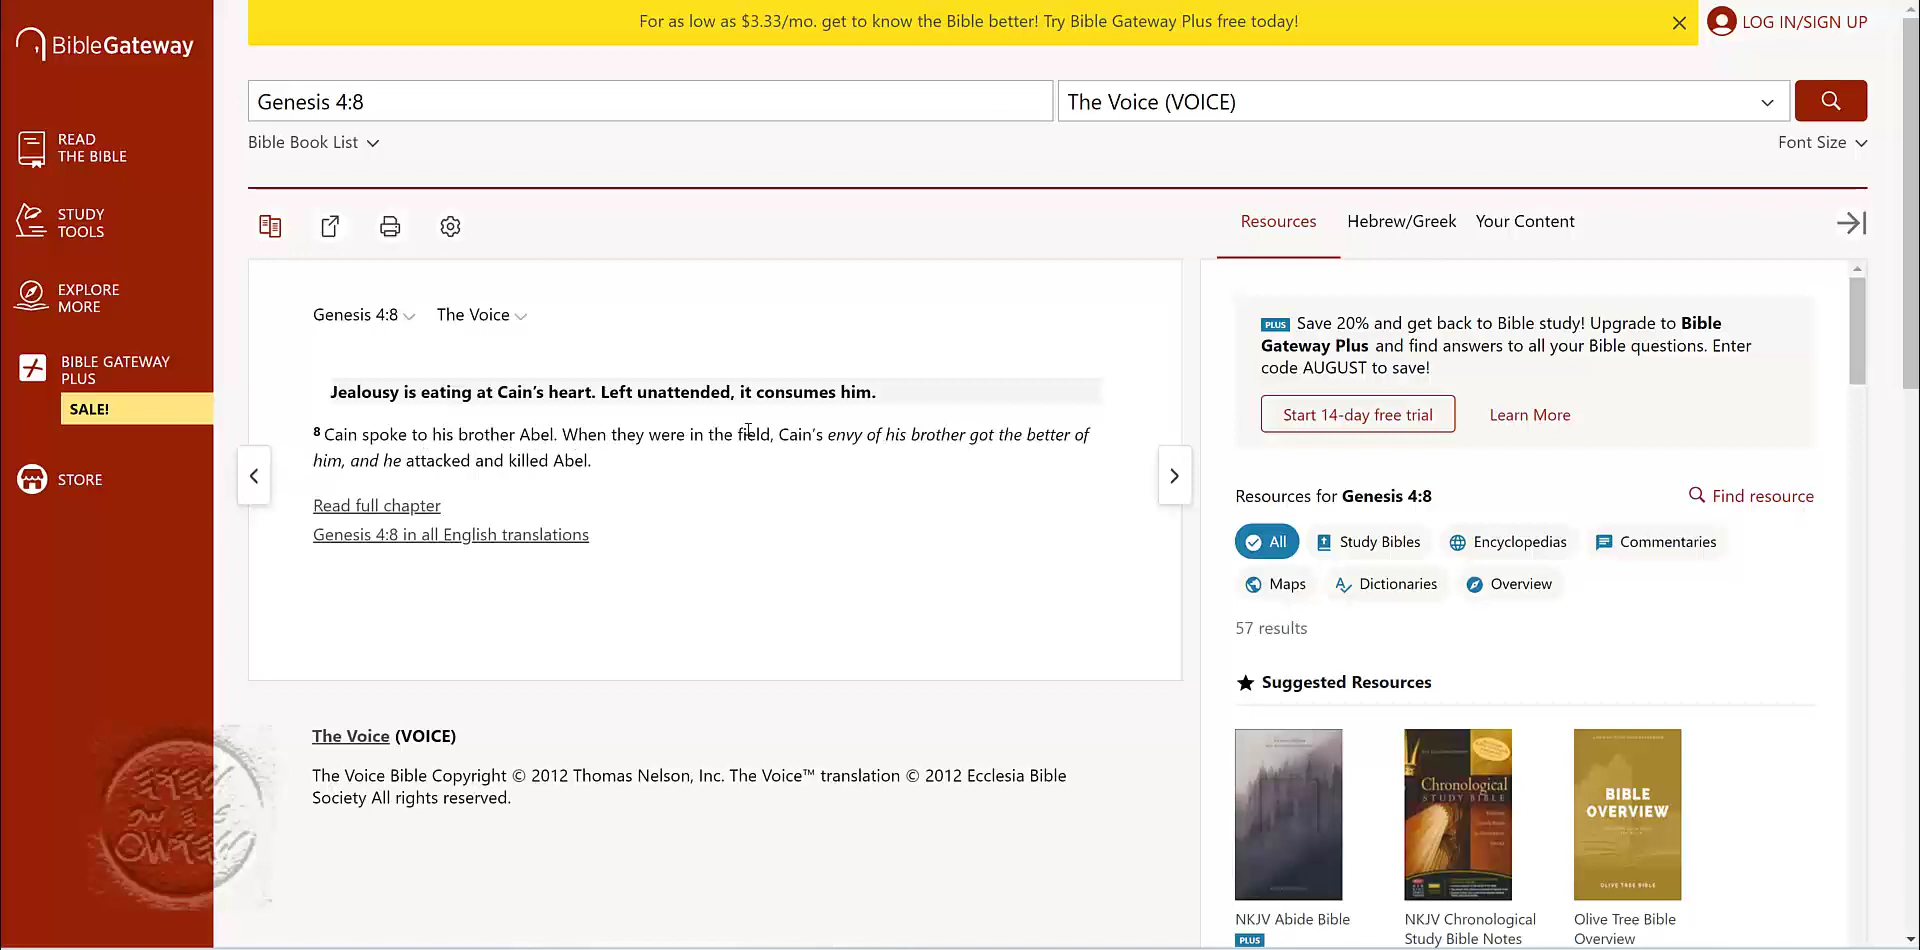 BibleGateway
READ
THE BIBLE
STUDY
TOOLS
EXPLORE
MORE
BIBLE GATEWAY
PLUS
SALE!
STORE
For as low as $3.33/mo. get to know the Bible better! Try Bible Gateway Plus free today!
LOG IN/SIGN UP
Genesis 4:8
The Voice (VOICE)
Bible Book List
Font Size
Genesis 4:8 The Voice
Jealousy is eating at Cain’s heart. Left unattended, it consumes him.
8 Cain spoke to his brother Abel. When they were in the field, Cain’s envy of his brother got the better of
him, and he attacked and killed Abel.
Read full chapter
Genesis 4:8 in all English translations
The Voice (VOICE)
The Voice Bible Copyright © 2012 Thomas Nelson, Inc. The Voice™ translation © 2012 Ecclesia Bible
Society All rights reserved.
Resources Hebrew/Greek Your Content
PLUS Save 20% and get back to Bible study! Upgrade to Bible
Gateway Plus and find answers to all your Bible questions. Enter
code AUGUST to save!
Start 14-day free trial Learn More
Resources for Genesis 4:8 Find resource
All Study Bibles Encyclopedias Commentaries
Maps Dictionaries Overview
57 results
Suggested Resources
Chronological
STUDY BIBLE
BIBLE
OVERVIEW
OLIVE TREE BIBLE
NKJV Abide Bible
PLUS
NKJV Chronological
Study Bible Notes
Olive Tree Bible
Overview